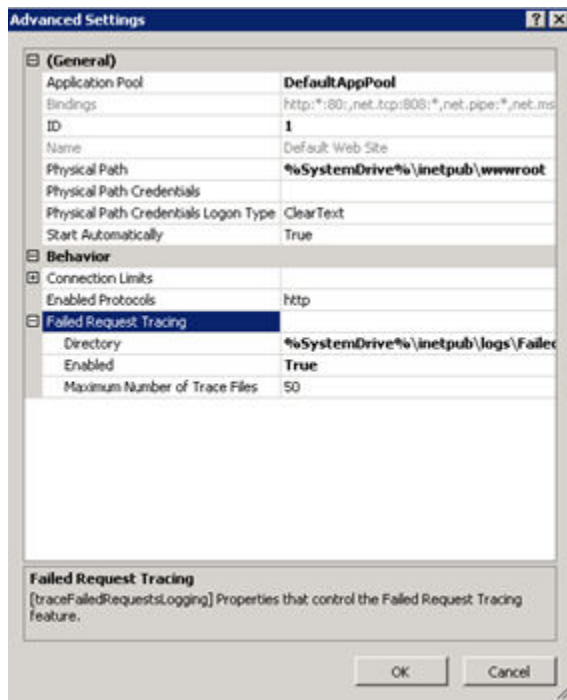 Advanced Settings
(General)
Application Pool DefaultAppPool
Bindings http:*:80:,net.tcp:808:*,net.pipe:*,net.ms
ID 1
Name Default Web Site
Physical Path %SystemDrive%\inetpub\wwwroot
Physical Path Credentials
Physical Path Credentials Logon Type ClearText
Start Automatically True
Behavior
Connection Limits
Enabled Protocols http
Failed Request Tracing
Directory %SystemDrive%\inetpub\logs\Failed
Enabled True
Maximum Number of Trace Files 50
Failed Request Tracing
[traceFailedRequestsLogging] Properties that control the Failed Request Tracing
feature.
OK Cancel